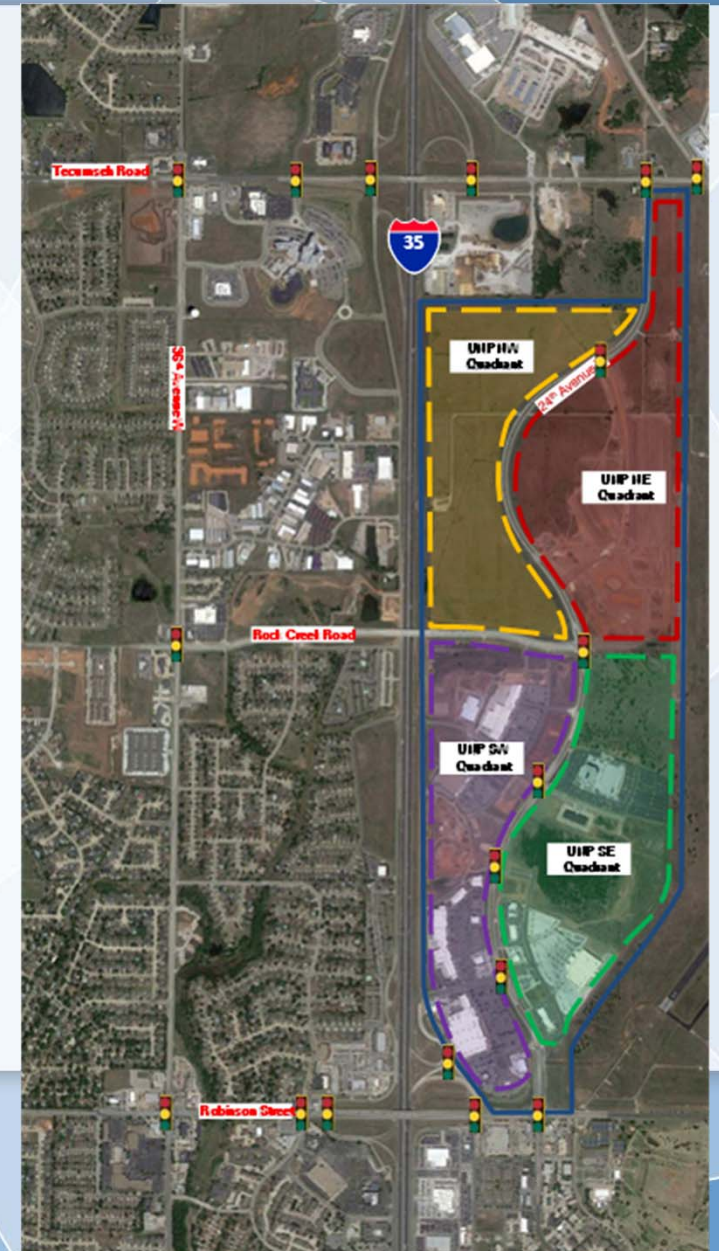 Tecumseh Road
35
UNP NW
Quadrant
24th Avenue
36th Avenue W
UNP NE
Quadrant
Rock Creek Road
UNP SW
Quadrant
UNP SE
Quadrant
Robinson Street